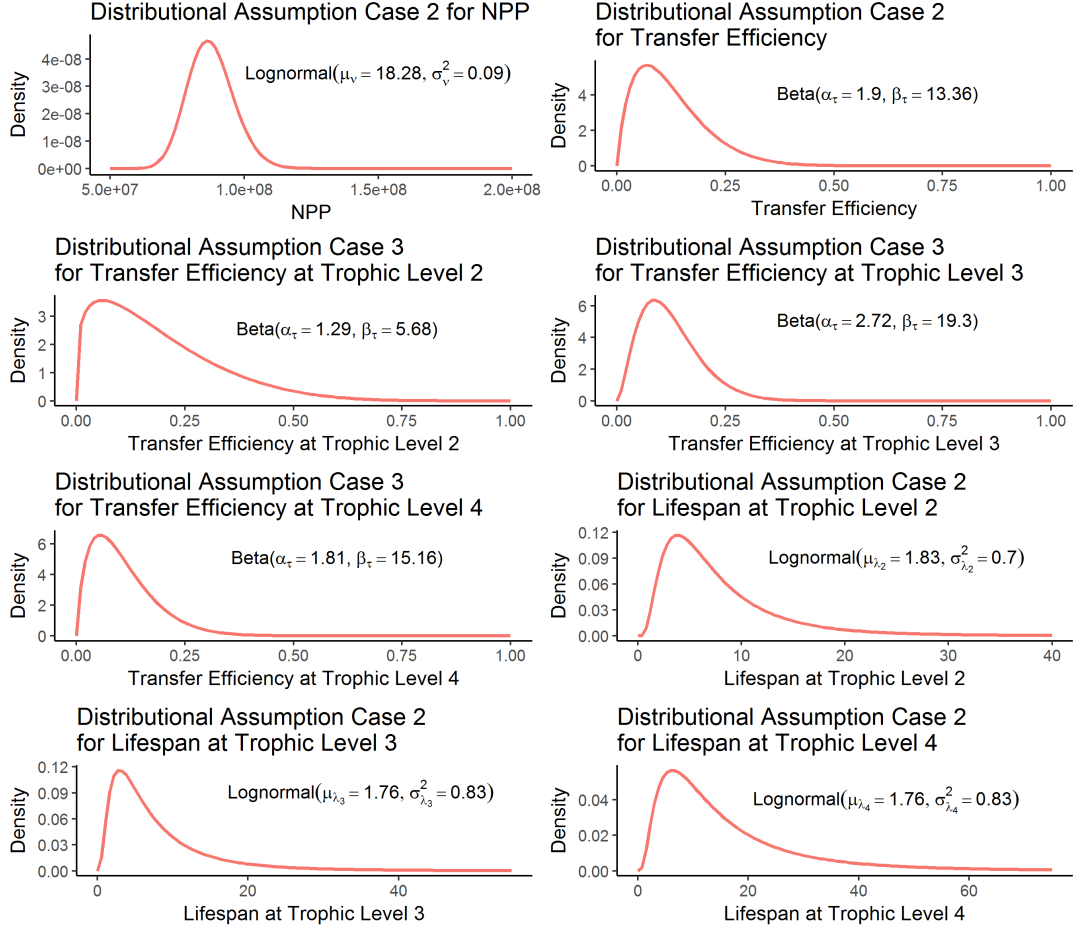 Distributional Assumption Case 2 for NPP
Density
4e-08
3e-08
2e-08
1e-08
0e+00
Lognormal(μν = 18.28, σ²ν = 0.09)
5.0e+07 1.0e+08 1.5e+08 2.0e+08
NPP
Distributional Assumption Case 2
for Transfer Efficiency
Density
4
2
0
Beta(ατ = 1.9, βτ = 13.36)
0.00 0.25 0.50 0.75 1.00
Transfer Efficiency
Distributional Assumption Case 3
for Transfer Efficiency at Trophic Level 2
Density
3
2
1
0
Beta(ατ = 1.29, βτ = 5.68)
0.00 0.25 0.50 0.75 1.00
Transfer Efficiency at Trophic Level 2
Distributional Assumption Case 3
for Transfer Efficiency at Trophic Level 3
Density
6
4
2
0
Beta(ατ = 2.72, βτ = 19.3)
0.00 0.25 0.50 0.75 1.00
Transfer Efficiency at Trophic Level 3
Distributional Assumption Case 3
for Transfer Efficiency at Trophic Level 4
Density
6
4
2
0
Beta(ατ = 1.81, βτ = 15.16)
0.00 0.25 0.50 0.75 1.00
Transfer Efficiency at Trophic Level 4
Distributional Assumption Case 2
for Lifespan at Trophic Level 2
Density
0.12
0.09
0.06
0.03
0.00
Lognormal(μλ₂ = 1.83, σ²λ₂ = 0.7)
0 10 20 30 40
Lifespan at Trophic Level 2
Distributional Assumption Case 2
for Lifespan at Trophic Level 3
Density
0.12
0.09
0.06
0.03
0.00
Lognormal(μλ₃ = 1.76, σ²λ₃ = 0.83)
0 20 40
Lifespan at Trophic Level 3
Distributional Assumption Case 2
for Lifespan at Trophic Level 4
Density
0.04
0.02
0.00
Lognormal(μλ₄ = 1.76, σ²λ₄ = 0.83)
0 20 40 60
Lifespan at Trophic Level 4